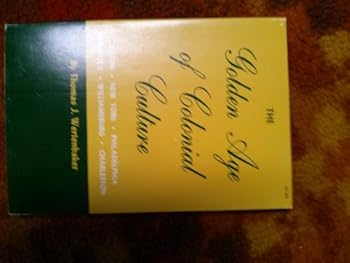 THE
Golden Age
of Colonial
Culture
NEW YORK • PHILADELPHIA
WILLIAMSBURG • CHARLESTON
By Thomas J. Wertenbaker